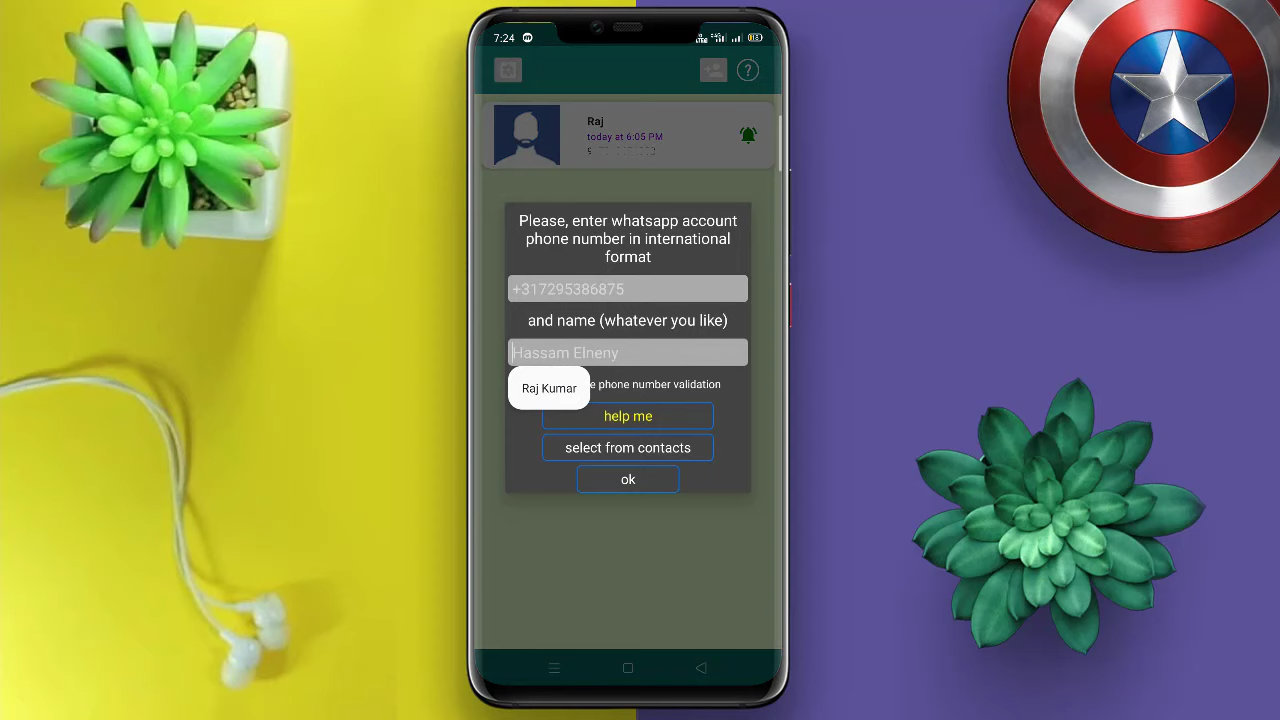 7:24
?
Raj
today at 6:05 PM
Please, enter whatsapp account
phone number in international
format
+317295386875
and name (whatever you like)
Hassam Elneny
Raj Kumar
e phone number validation
help me
select from contacts
ok